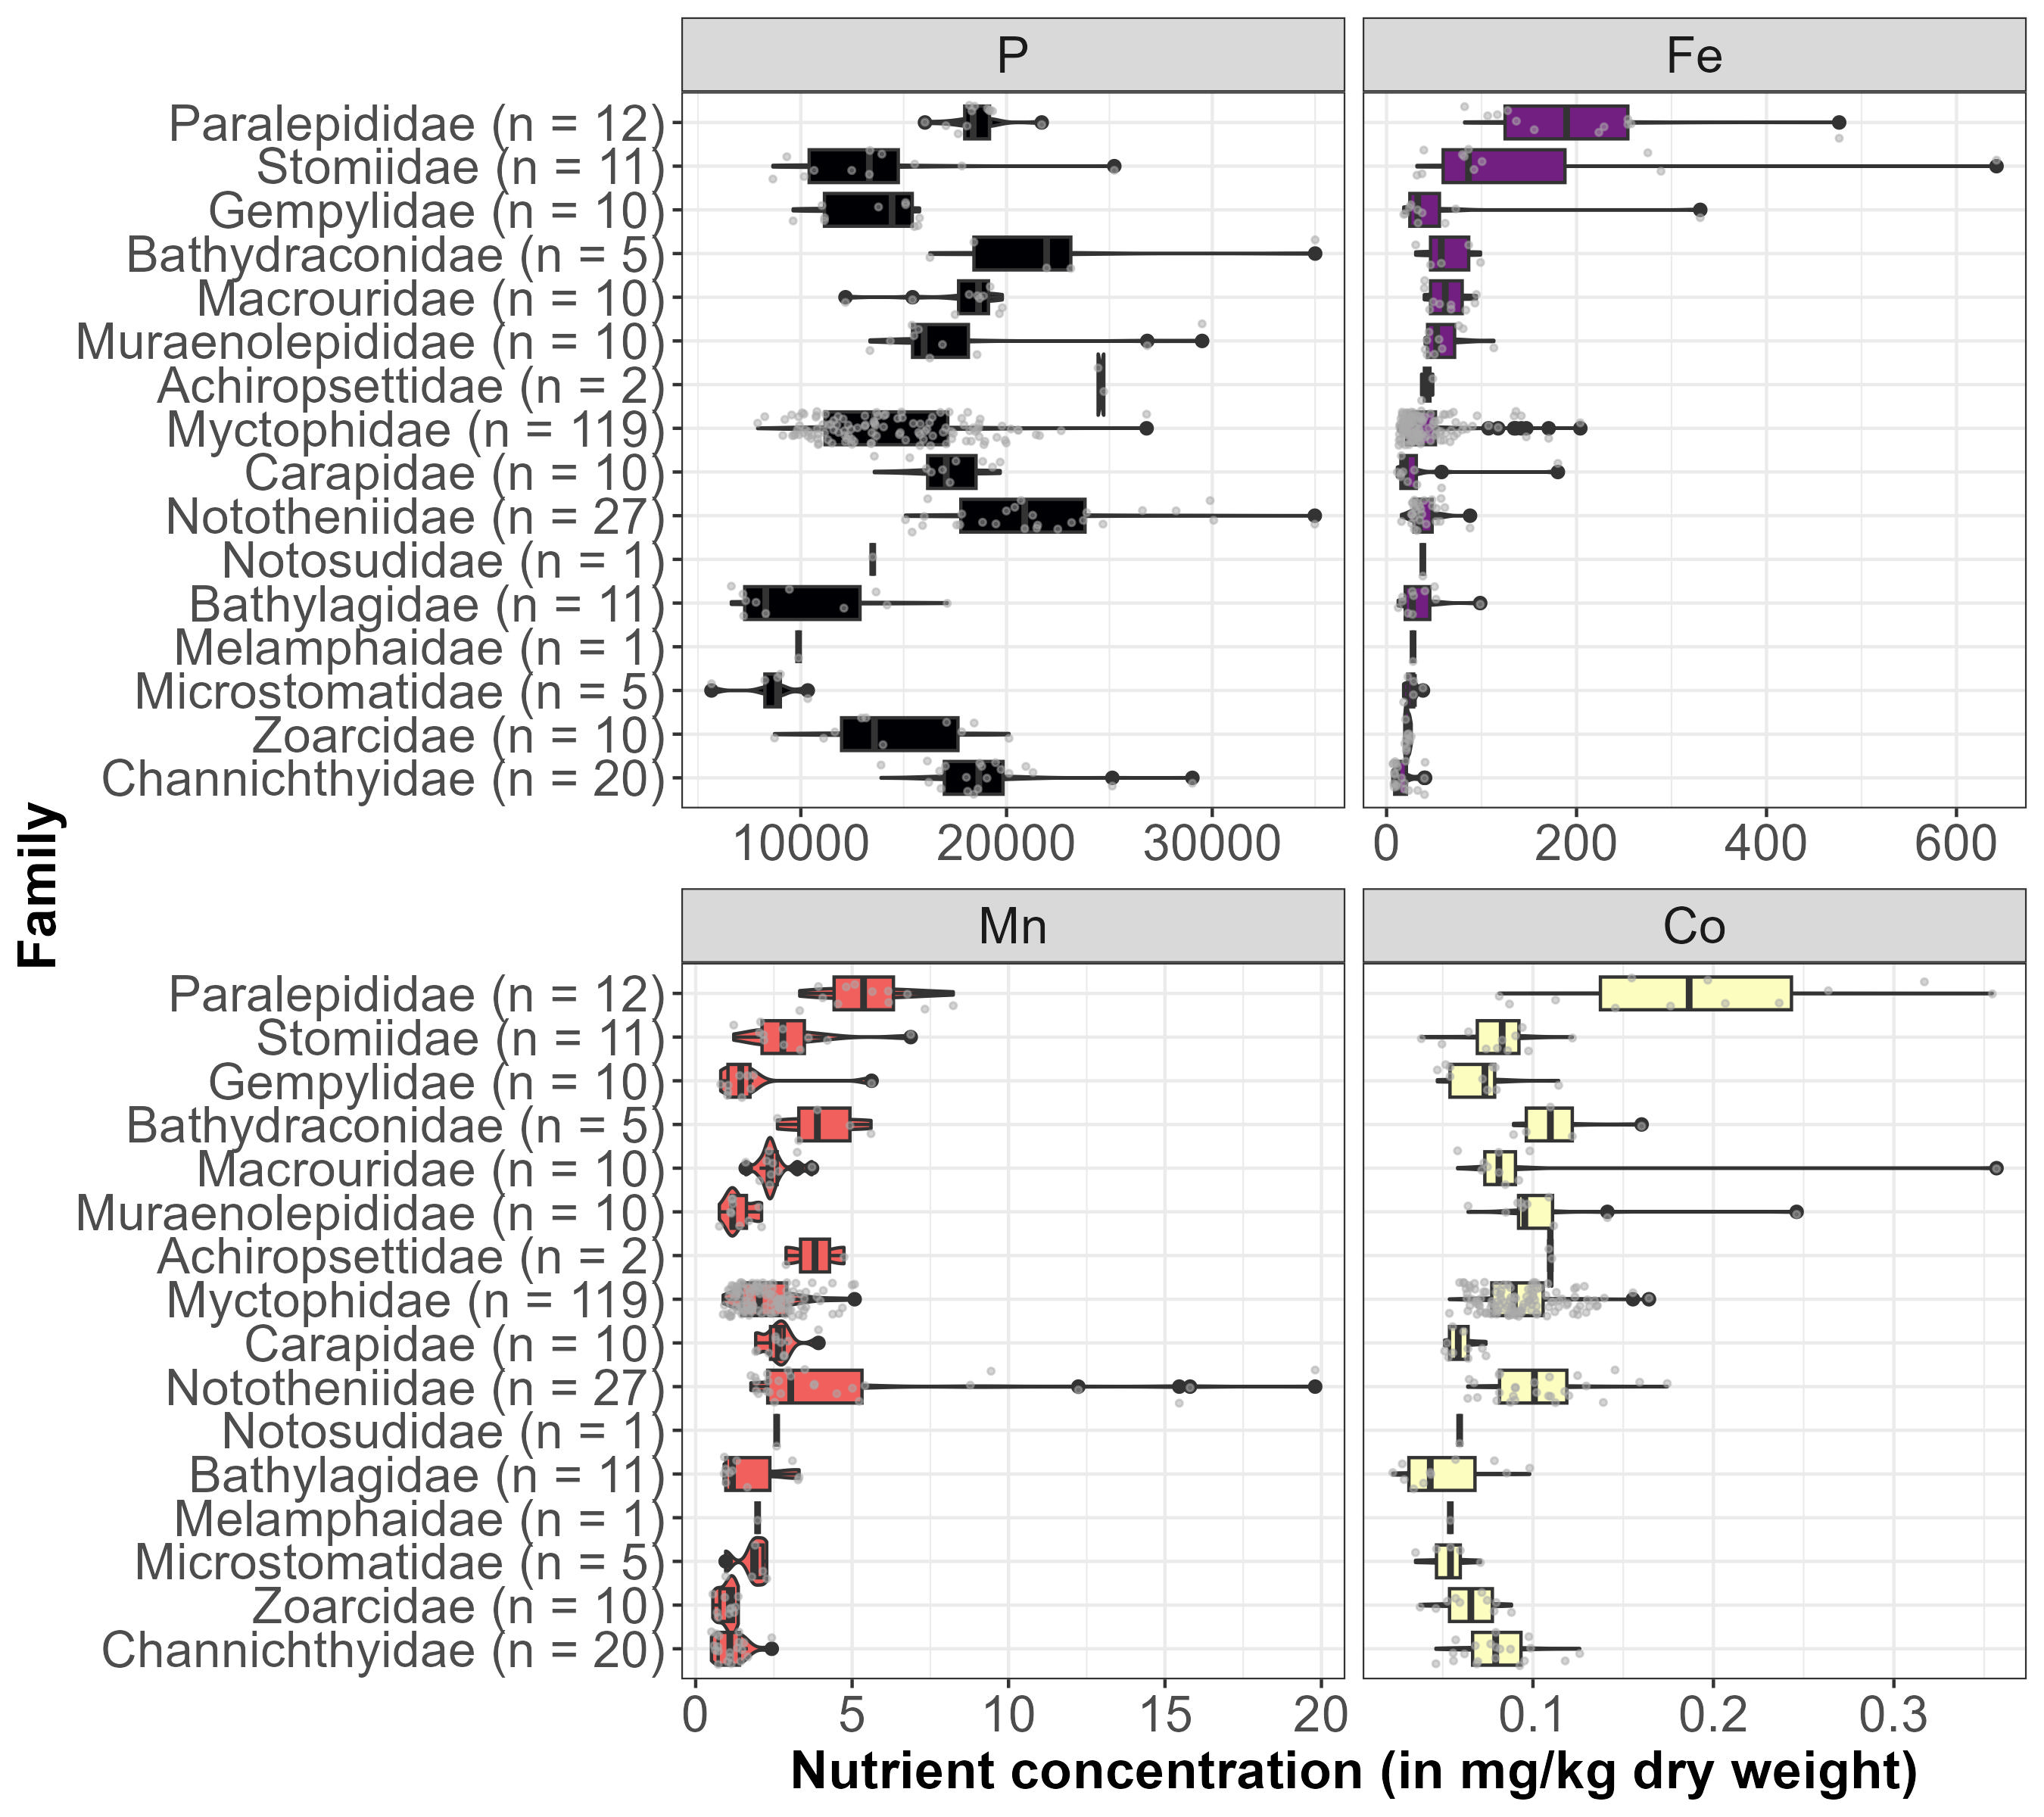 P
Fe
Paralepididae (n = 12)
Stomiidae (n = 11)
Gempylidae (n = 10)
Bathydraconidae (n = 5)
Macrouridae (n = 10)
Muraenolepididae (n = 10)
Achiropsettidae (n = 2)
Myctophidae (n = 119)
Carapidae (n = 10)
Nototheniidae (n = 27)
Notosudidae (n = 1)
Bathylagidae (n = 11)
Melamphaidae (n = 1)
Microstomatidae (n = 5)
Zoarcidae (n = 10)
Channichthyidae (n = 20)
10000 20000 30000
0 200 400 600
Family
Mn
Co
Paralepididae (n = 12)
Stomiidae (n = 11)
Gempylidae (n = 10)
Bathydraconidae (n = 5)
Macrouridae (n = 10)
Muraenolepididae (n = 10)
Achiropsettidae (n = 2)
Myctophidae (n = 119)
Carapidae (n = 10)
Nototheniidae (n = 27)
Notosudidae (n = 1)
Bathylagidae (n = 11)
Melamphaidae (n = 1)
Microstomatidae (n = 5)
Zoarcidae (n = 10)
Channichthyidae (n = 20)
0 5 10 15 20
0.1 0.2 0.3
Nutrient concentration (in mg/kg dry weight)